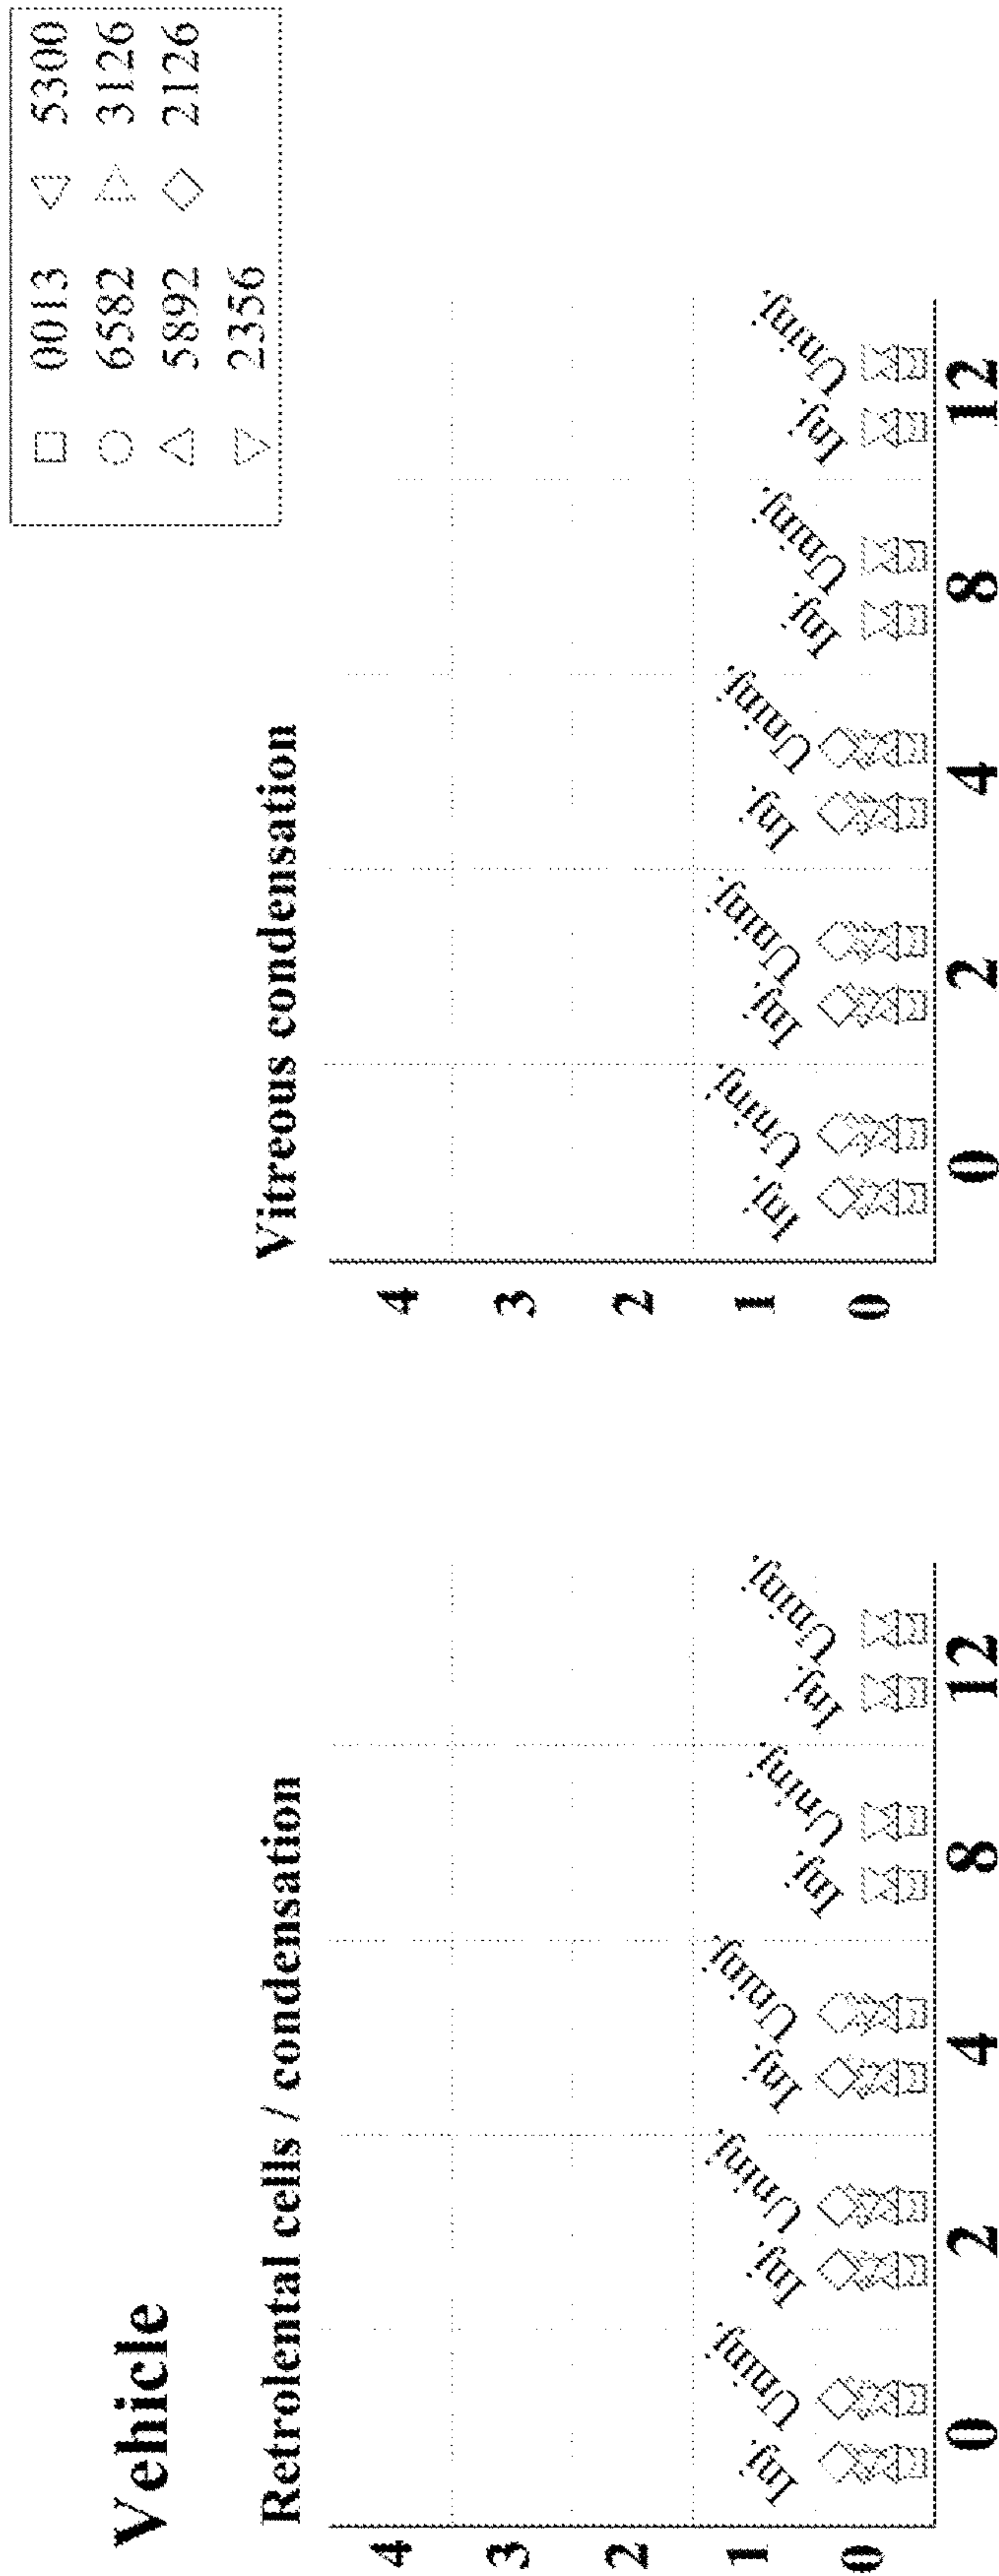 Vehicle
0013 5300
6582 3126
5892 2126
2356
Retrolental cells / condensation
4
3
2
1
0
Inj. Uninj. Inj. Uninj. Inj. Uninj. Inj. Uninj. Inj. Uninj.
0 2 4 8 12
Vitreous condensation
4
3
2
1
0
Inj. Uninj. Inj. Uninj. Inj. Uninj. Inj. Uninj. Inj. Uninj.
0 2 4 8 12